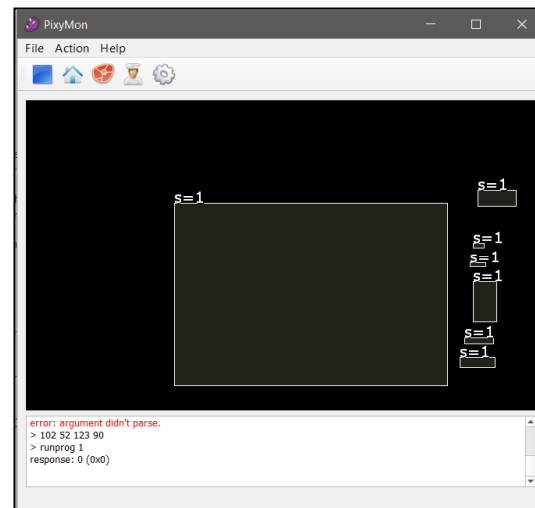 PixyMon
File Action Help
s=1
s=1
s=1
s=1
s=1
s=1
s=1
error: argument didn't parse.
> 102 52 123 90
> runprog 1
response: 0 (0x0)